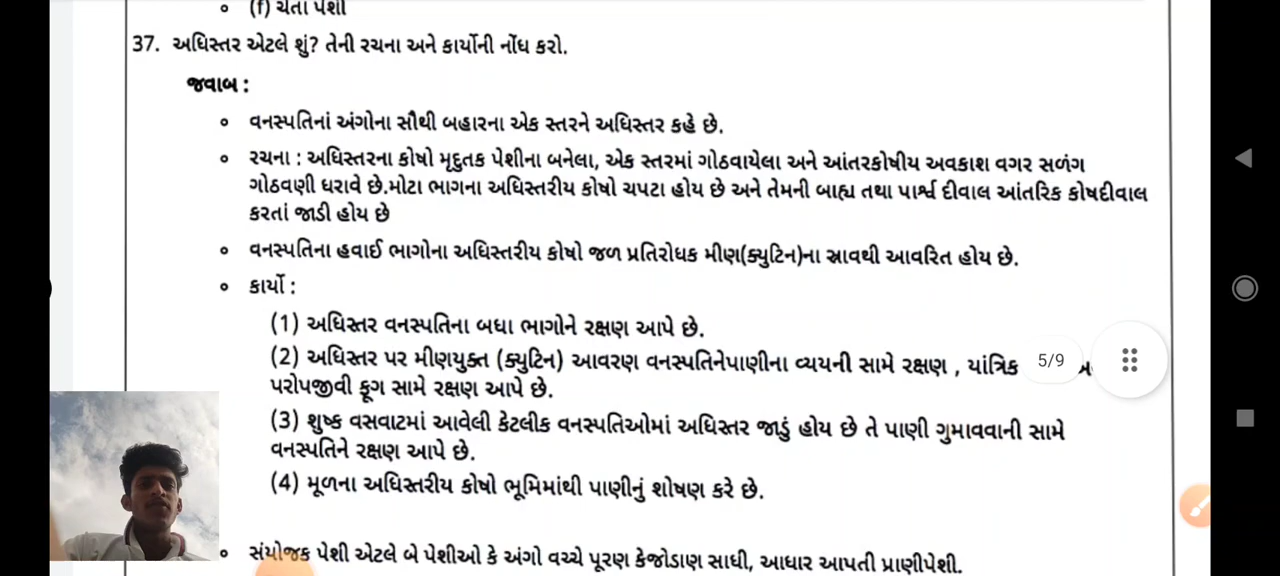 (f) ચેતા પેશી
37. અધિસ્તર એટલે શું? તેની રચના અને કાર્યોની નોંધ કરો.
જવાબ :
વનસ્પતિનાં અંગોના સૌથી બહારના એક સ્તરને અધિસ્તર કહે છે.
રચના : અધિસ્તરના કોષો મૃદુતક પેશીના બનેલા, એક સ્તરમાં ગોઠવાયેલા અને આંતરકોષીય અવકાશ વગર સળંગ
ગોઠવણી ધરાવે છે.મોટા ભાગના અધિસ્તરીય કોષો ચપટા હોય છે અને તેમની બાહ્ય તથા પાર્શ્વ દીવાલ આંતરિક કોષદીવાલ
કરતાં જાડી હોય છે
વનસ્પતિના હવાઈ ભાગોના અધિસ્તરીય કોષો જળ પ્રતિરોધક મીણ(ક્યુટિન)ના સ્રાવથી આવરિત હોય છે.
કાર્યો :
(1) અધિસ્તર વનસ્પતિના બધા ભાગોને રક્ષણ આપે છે.
(2) અધિસ્તર પર મીણયુક્ત (ક્યુટિન) આવરણ વનસ્પતિનેપાણીના વ્યયની સામે રક્ષણ , યાંત્રિક
5/9
પરોપજીવી ફૂગ સામે રક્ષણ આપે છે.
(3) શુષ્ક વસવાટમાં આવેલી કેટલીક વનસ્પતિઓમાં અધિસ્તર જાડું હોય છે તે પાણી ગુમાવવાની સામે
વનસ્પતિને રક્ષણ આપે છે.
(4) મૂળના અધિસ્તરીય કોષો ભૂમિમાંથી પાણીનું શોષણ કરે છે.
સંયોજક પેશી એટલે બે પેશીઓ કે અંગો વચ્ચે પૂરણ કેજોડાણ સાધી, આધાર આપતી પ્રાણીપેશી.